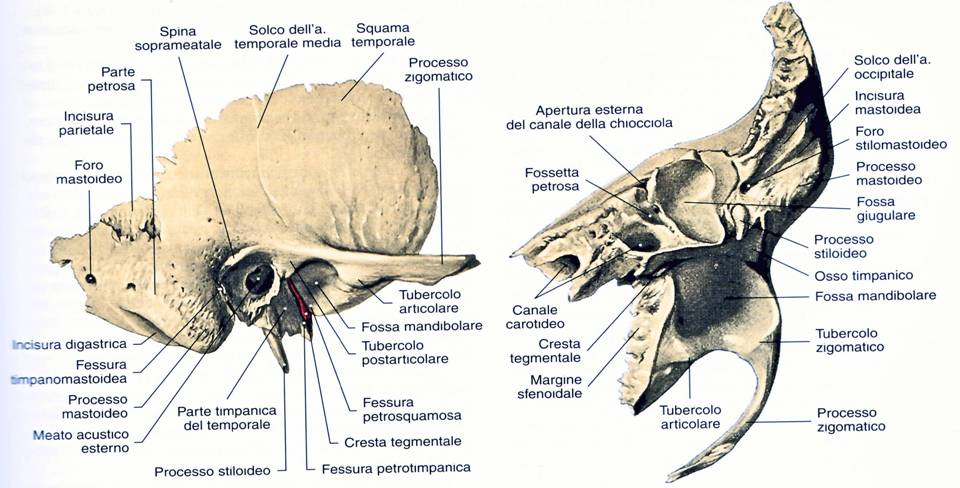 Spina
soprameatale
Solco dell'a.
temporale media
Squama
temporale
Processo
zigomatico
Parte
petrosa
Incisura
parietale
Foro
mastoideo
Incisura digastrica
Fessura
timpanomastoidea
Processo
mastoideo
Meato acustico
esterno
Parte timpanica
del temporale
Processo stiloideo
Tubercolo
articolare
Fossa mandibolare
Tubercolo
postarticolare
Fessura
petrosquamosa
Cresta tegmentale
Fessura petrotimpanica
Apertura esterna
del canale della chiocciola
Fossetta
petrosa
Canale
carotideo
Cresta
tegmentale
Margine
sfenoidale
Tubercolo
articolare
Solco dell'a.
occipitale
Incisura
mastoidea
Foro
stilomastoideo
Processo
mastoideo
Fossa
giugulare
Processo
stiloideo
Osso timpanico
Fossa mandibolare
Tubercolo
zigomatico
Processo
zigomatico